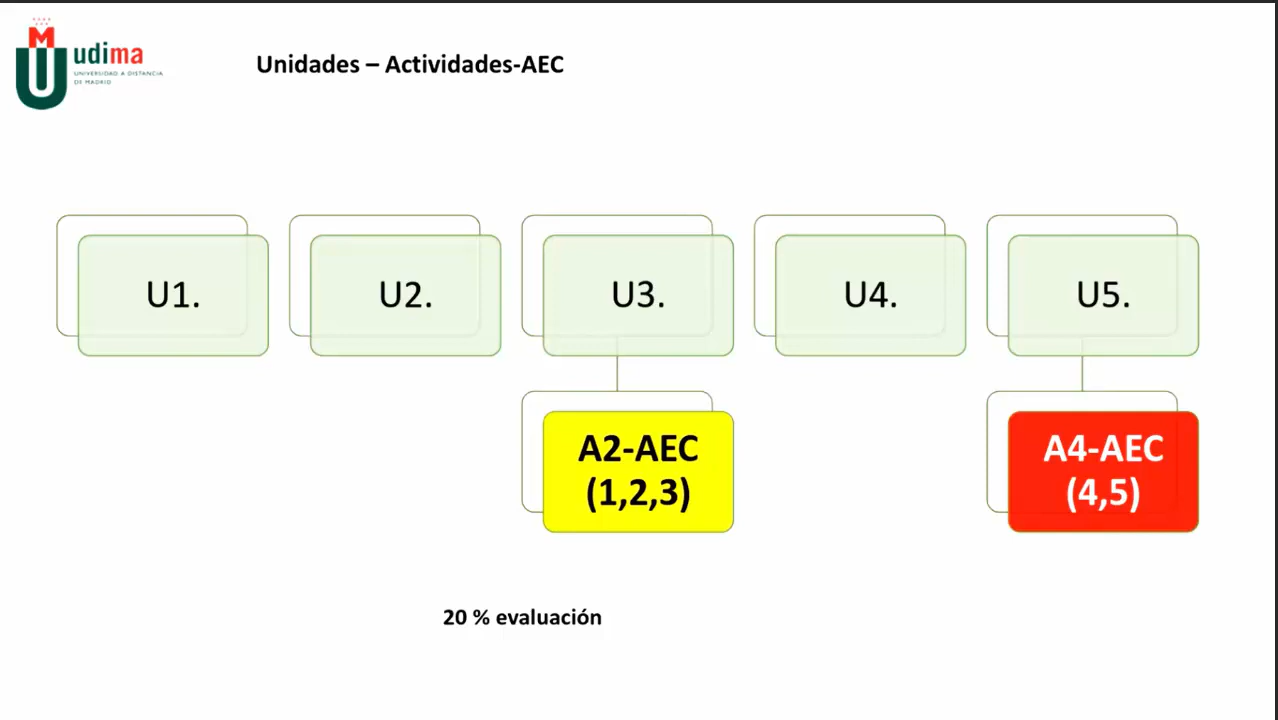 udima
UNIVERSIDAD A DISTANCIA
DE MADRID
Unidades – Actividades-AEC
U1.
U2.
U3.
U4.
U5.
A2-AEC
(1,2,3)
A4-AEC
(4,5)
20 % evaluación